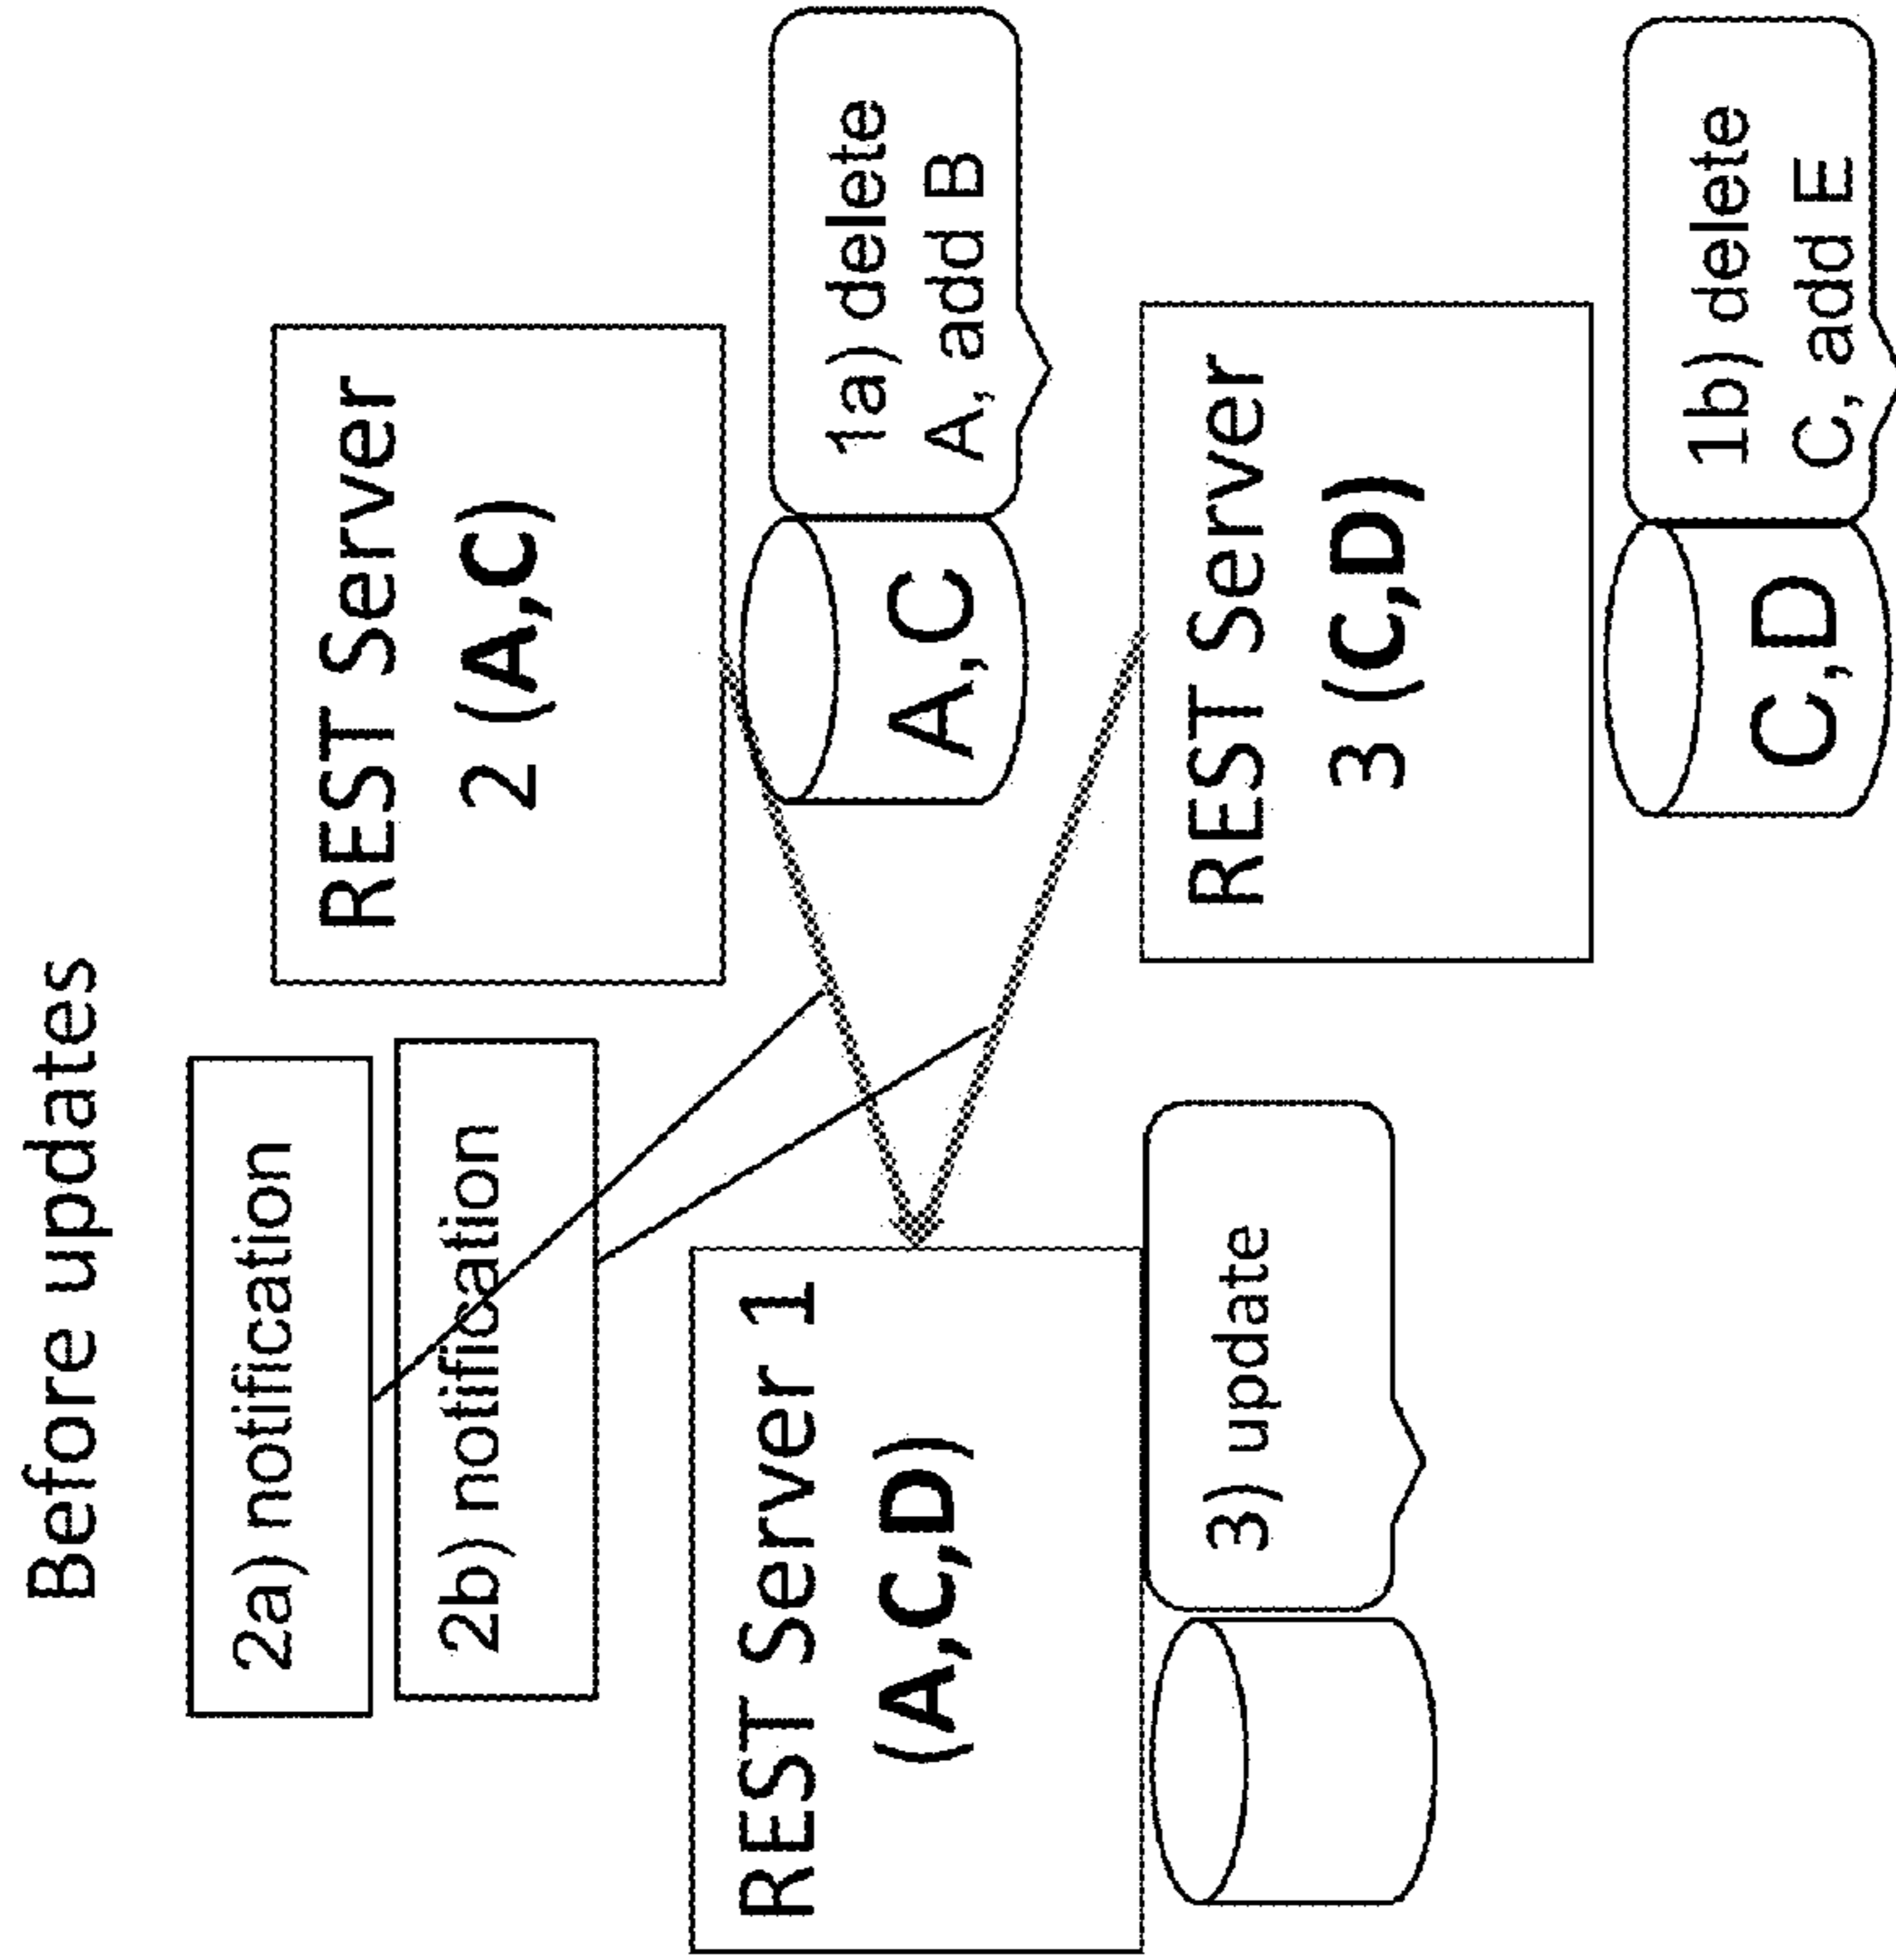 Before updates
2a) notification
2b) notification
REST Server 1
(A,C,D)
3) update
REST Server
2 (A,C)
A,C
1a) delete
A, add B
REST Server
3 (C,D)
C,D
1b) delete
C, add E